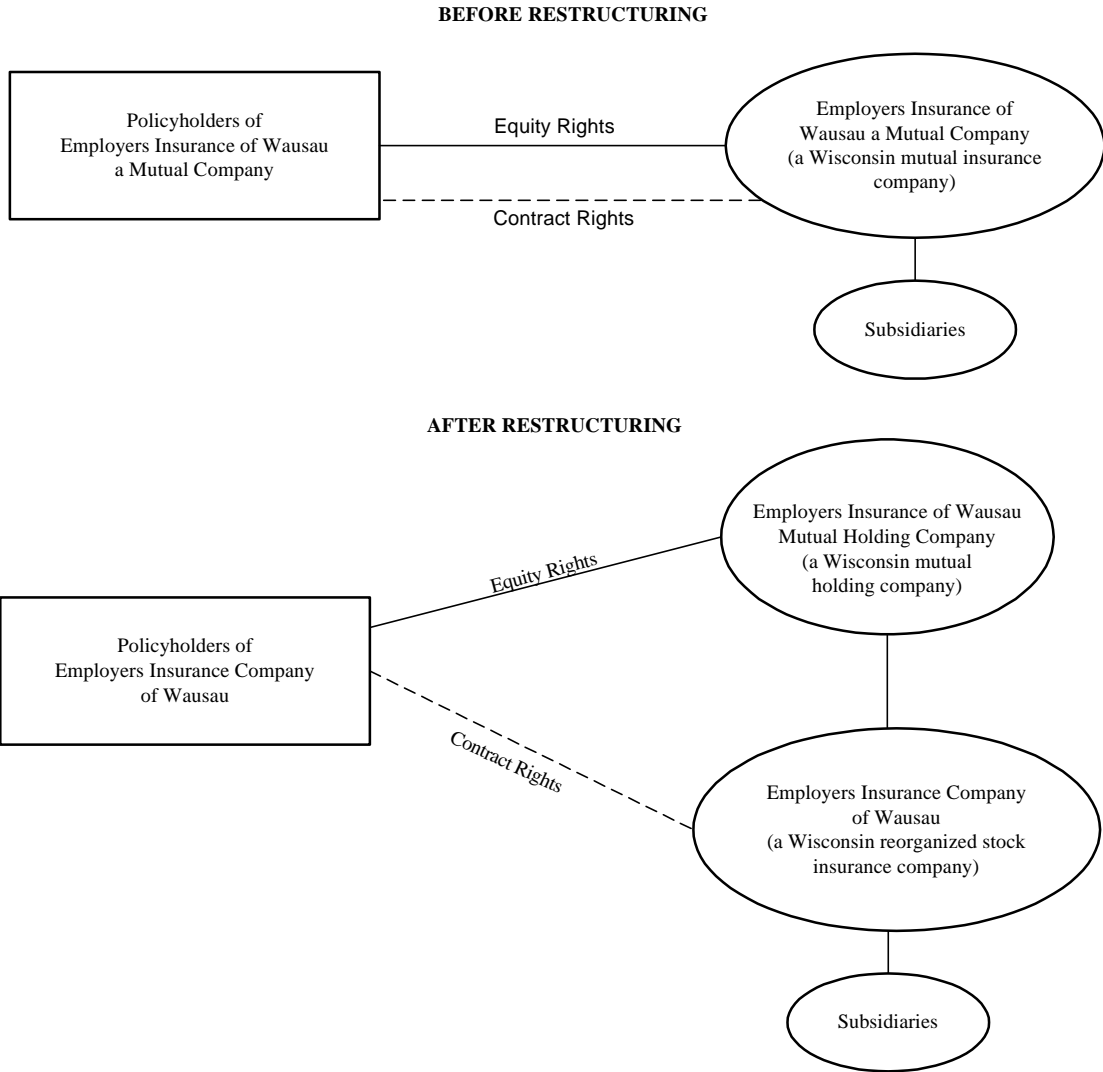 BEFORE RESTRUCTURING
Policyholders of
Employers Insurance of Wausau
a Mutual Company
Equity Rights
Contract Rights
Employers Insurance of
Wausau a Mutual Company
(a Wisconsin mutual insurance
company)
Subsidiaries
AFTER RESTRUCTURING
Employers Insurance of Wausau
Mutual Holding Company
(a Wisconsin mutual
holding company)
Equity Rights
Policyholders of
Employers Insurance Company
of Wausau
Contract Rights
Employers Insurance Company
of Wausau
(a Wisconsin reorganized stock
insurance company)
Subsidiaries